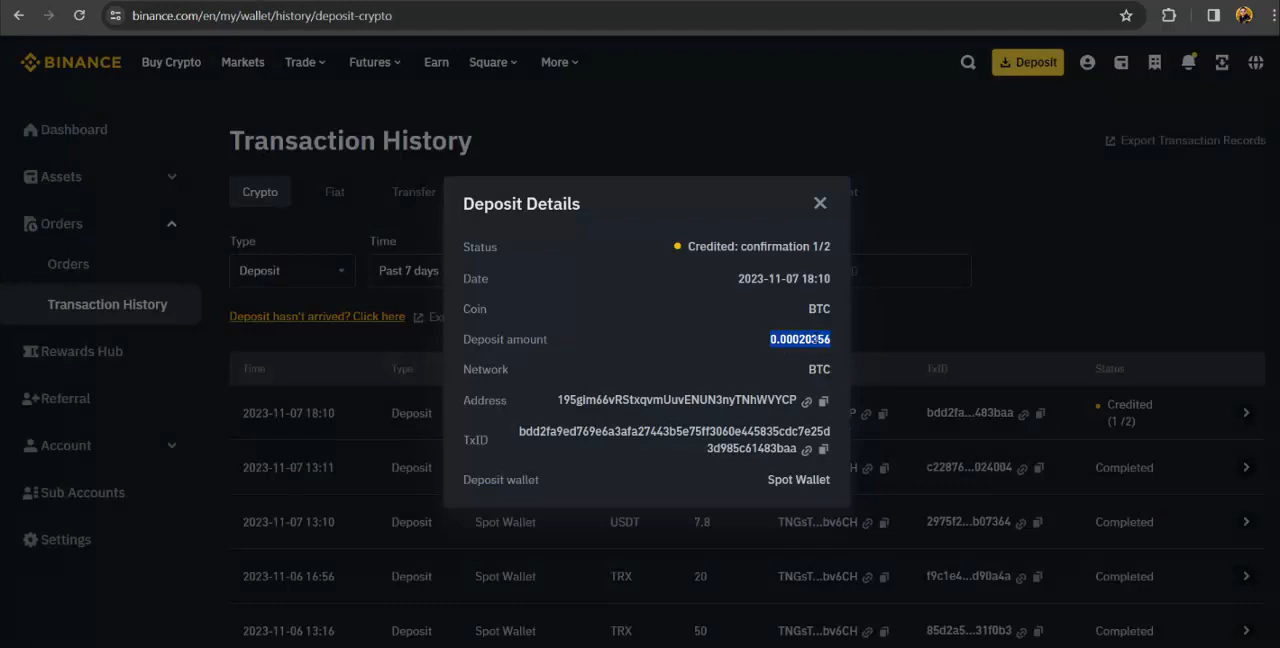 binance.com/en/my/wallet/history/deposit-crypto
BINANCE Buy Crypto Markets Trade Futures Earn Square More Deposit
Dashboard
Assets
Orders
Orders
Transaction History
Rewards Hub
Referral
Account
Sub Accounts
Settings
Transaction History
Export Transaction Records
Crypto Fiat Transfer
Type Time
Deposit Past 7 days
Deposit hasn't arrived? Click here
Deposit Details
Status Credited: confirmation 1/2
Date 2023-11-07 18:10
Coin BTC
Deposit amount 0.00020356
Network BTC
Address 195gim66vRStxqvmUuvENUN3nyTNhWVYCP
TxID bdd2fa9ed769e6a3afa27443b5e75ff3060e445835cdc7e25d
3d985c61483baa
Deposit wallet Spot Wallet
Time Type TxID Status
2023-11-07 18:10 Deposit bdd2fa...483baa Credited
(1 /2)
2023-11-07 13:11 Deposit c22876...024004 Completed
2023-11-07 13:10 Deposit Spot Wallet USDT 7.8 TNGsT...bv6CH 2975f2...b07364 Completed
2023-11-06 16:56 Deposit Spot Wallet TRX 20 TNGsT...bv6CH f9c1e4...d90a4a Completed
2023-11-06 13:16 Deposit Spot Wallet TRX 50 TNGsT...bv6CH 85d2a5...31f0b3 Completed